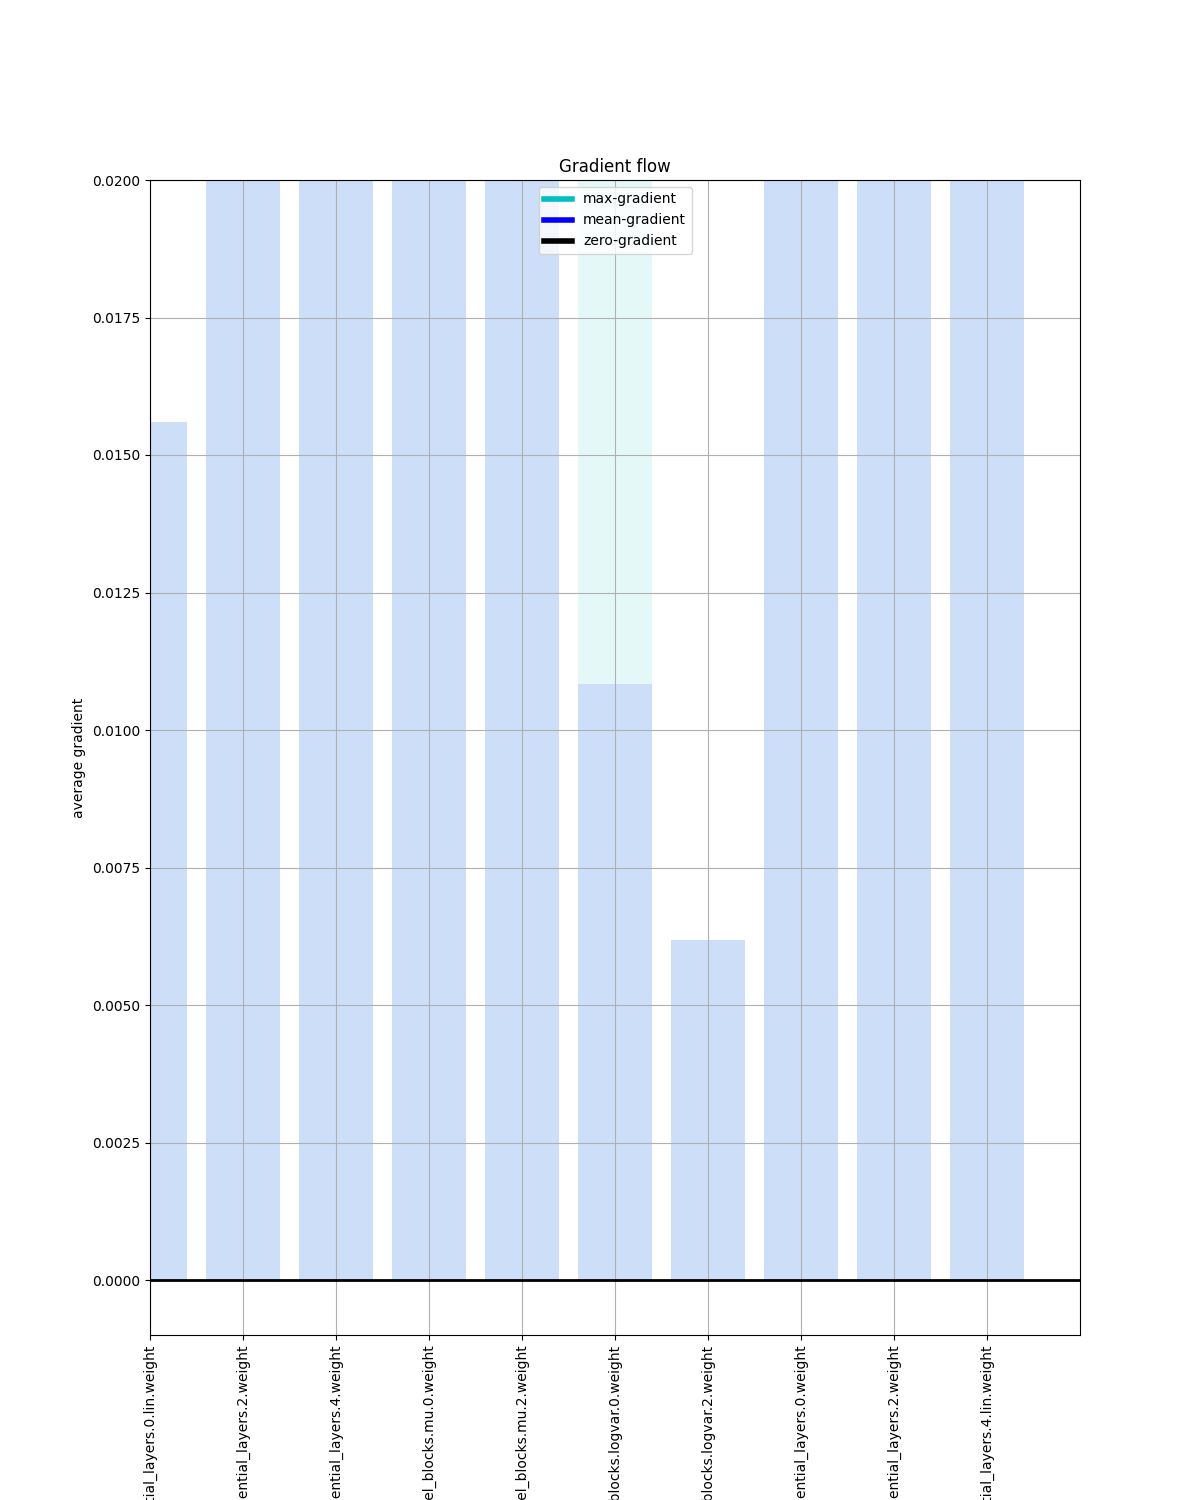 Gradient flow
max-gradient
mean-gradient
zero-gradient
0.0200
0.0175
0.0150
0.0125
0.0100
0.0075
0.0050
0.0025
0.0000
average gradient
tial_layers.0.lin.weight
ential_layers.2.weight
ential_layers.4.weight
el_blocks.mu.0.weight
el_blocks.mu.2.weight
blocks.logvar.0.weight
blocks.logvar.2.weight
ential_layers.0.weight
ential_layers.2.weight
tial_layers.4.lin.weight